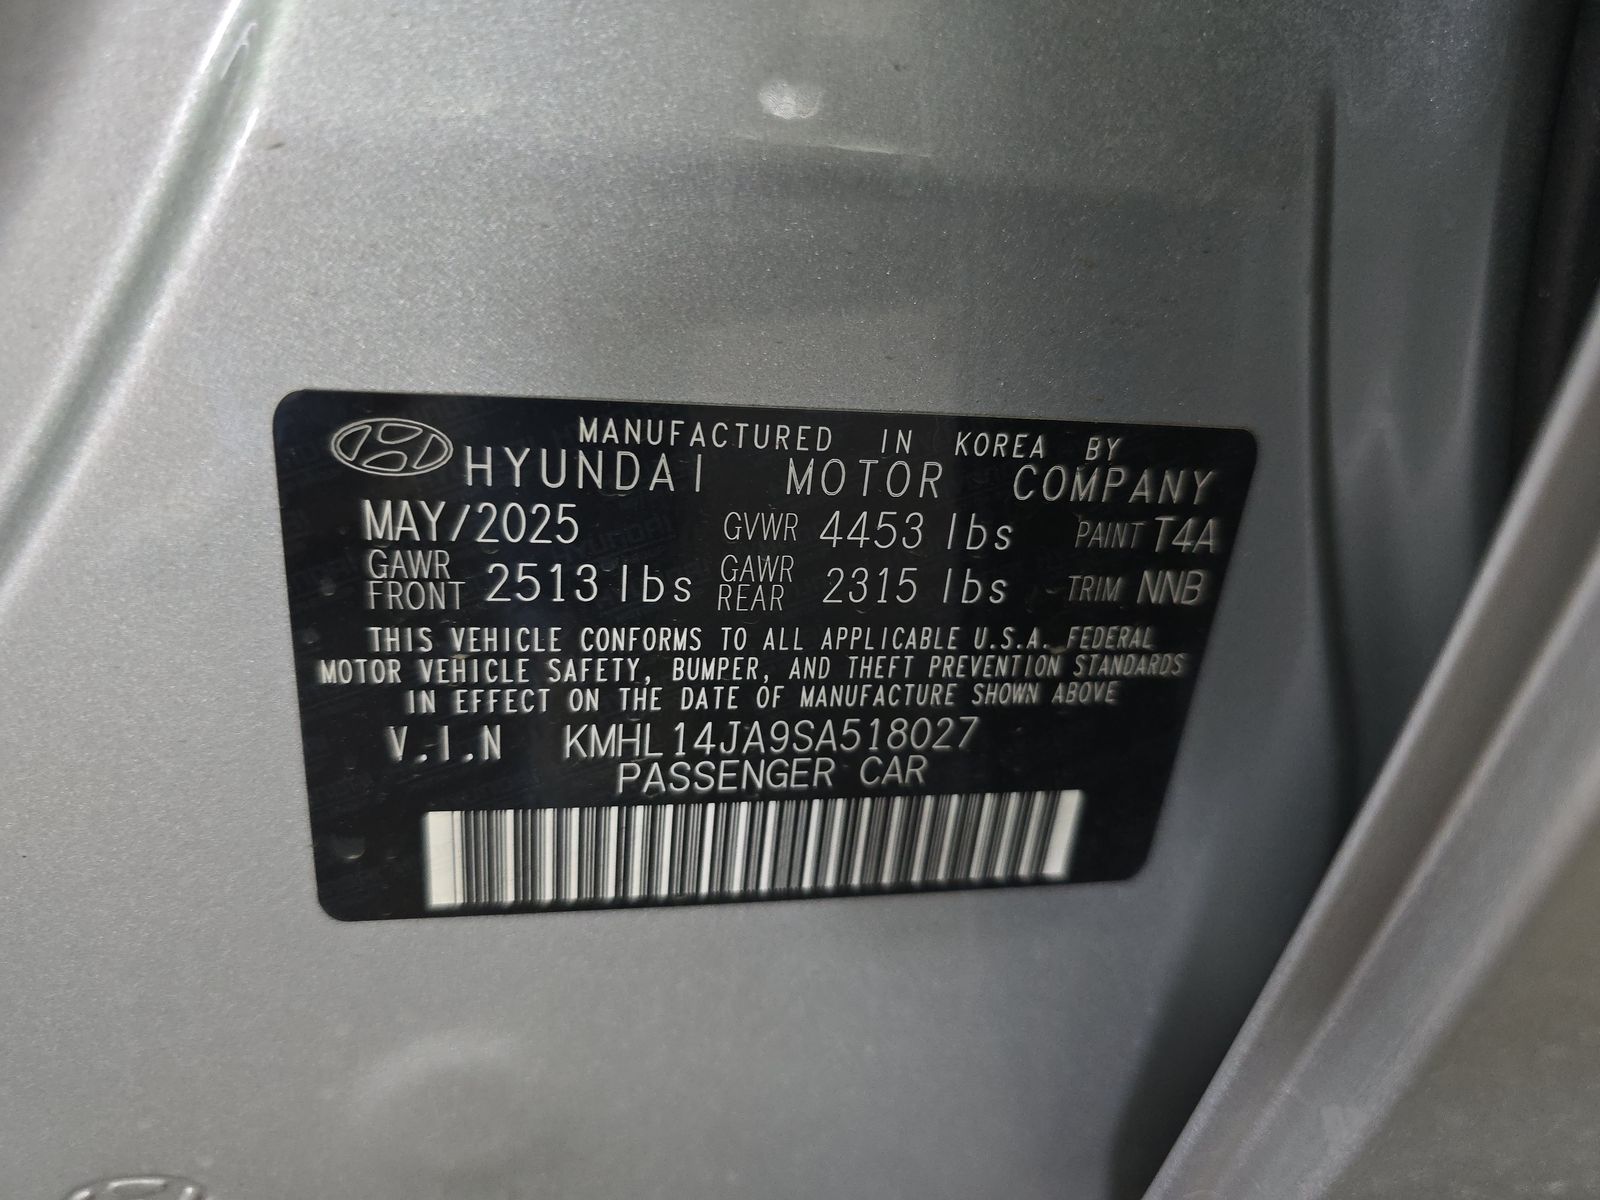 MANUFACTURED IN KOREA BY
HYUNDAI MOTOR COMPANY
MAY/2025 GVWR 4453 lbs PAINT T4A
GAWR FRONT 2513 lbs GAWR REAR 2315 lbs TRIM NNB
THIS VEHICLE CONFORMS TO ALL APPLICABLE U.S.A. FEDERAL
MOTOR VEHICLE SAFETY, BUMPER, AND THEFT PREVENTION STANDARDS
IN EFFECT ON THE DATE OF MANUFACTURE SHOWN ABOVE
V.I.N KMHL14JA9SA518027
PASSENGER CAR